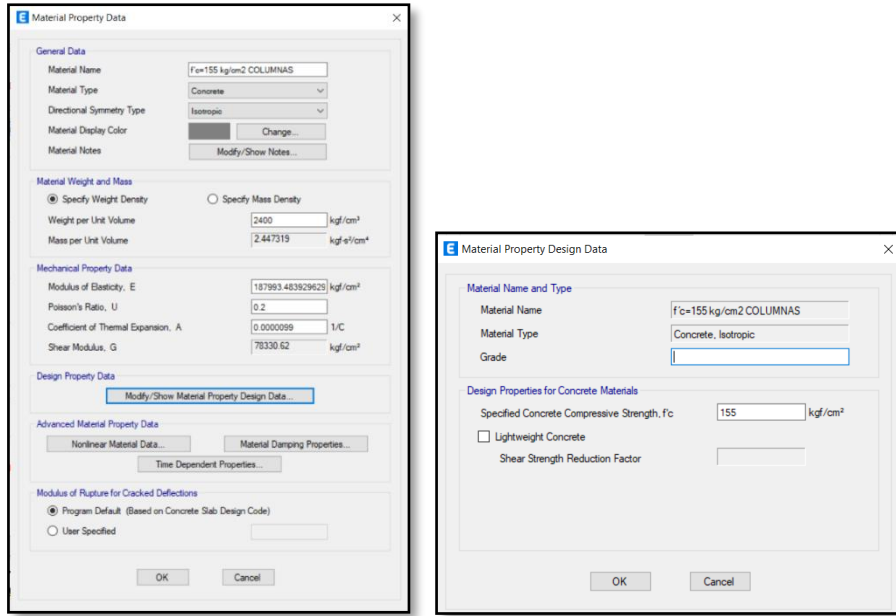 E Material Property Data
General Data
Material Name f'c=155 kg/cm2 COLUMNAS
Material Type Concrete
Directional Symmetry Type Isotropic
Material Display Color Change...
Material Notes Modify/Show Notes...
Material Weight and Mass
Specify Weight Density Specify Mass Density
Weight per Unit Volume 2400 kgf/cm³
Mass per Unit Volume 2.447319 kgf-s²/cm⁴
Mechanical Property Data
Modulus of Elasticity, E 187993.483929629 kgf/cm²
Poisson's Ratio, U 0.2
Coefficient of Thermal Expansion, A 0.0000099 1/C
Shear Modulus, G 78330.62 kgf/cm²
Design Property Data
Modify/Show Material Property Design Data...
Advanced Material Property Data
Nonlinear Material Data... Material Damping Properties...
Time Dependent Properties...
Modulus of Rupture for Cracked Deflections
Program Default (Based on Concrete Slab Design Code)
User Specified
OK Cancel
E Material Property Design Data
Material Name and Type
Material Name f'c=155 kg/cm2 COLUMNAS
Material Type Concrete, Isotropic
Grade
Design Properties for Concrete Materials
Specified Concrete Compressive Strength, f'c 155 kgf/cm²
Lightweight Concrete
Shear Strength Reduction Factor
OK Cancel